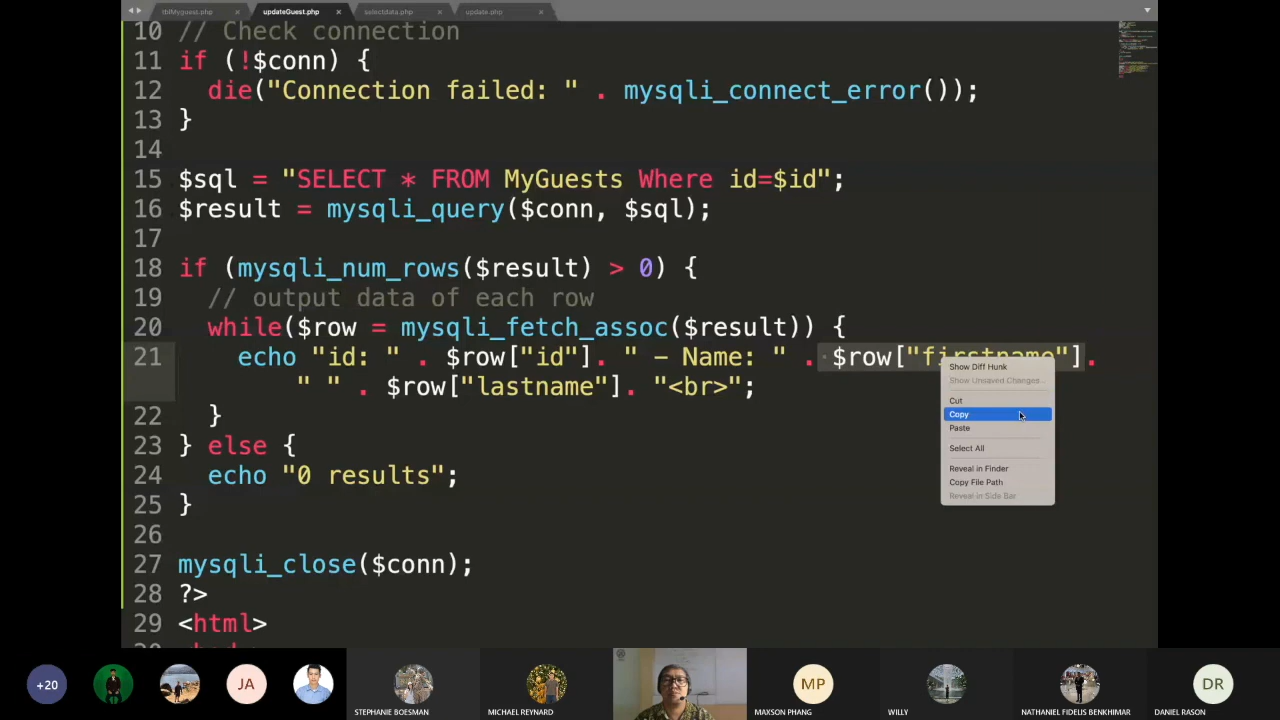 tblMyguest.php
updateGuest.php
selectdata.php
update.php
10 // Check connection
11 if (!$conn) {
12 die("Connection failed: " . mysqli_connect_error());
13 }
14
15 $sql = "SELECT * FROM MyGuests Where id=$id";
16 $result = mysqli_query($conn, $sql);
17
18 if (mysqli_num_rows($result) > 0) {
19 // output data of each row
20 while($row = mysqli_fetch_assoc($result)) {
21 echo "id: " . $row["id"]. " - Name: " . $row["firstname"].
" " . $row["lastname"]. "<br>";
22 }
23 } else {
24 echo "0 results";
25 }
26
27 mysqli_close($conn);
28 ?>
29 <html>
Show Diff Hunk
Show Unsaved Changes...
Cut
Copy
Paste
Select All
Reveal in Finder
Copy File Path
Reveal in Side Bar
+20
JA
STEPHANIE BOESMAN
MICHAEL REYNARD
MP
MAXSON PHANG
WILLY
NATHANIEL FIDELIS BENKHIMAR
DR
DANIEL RASON